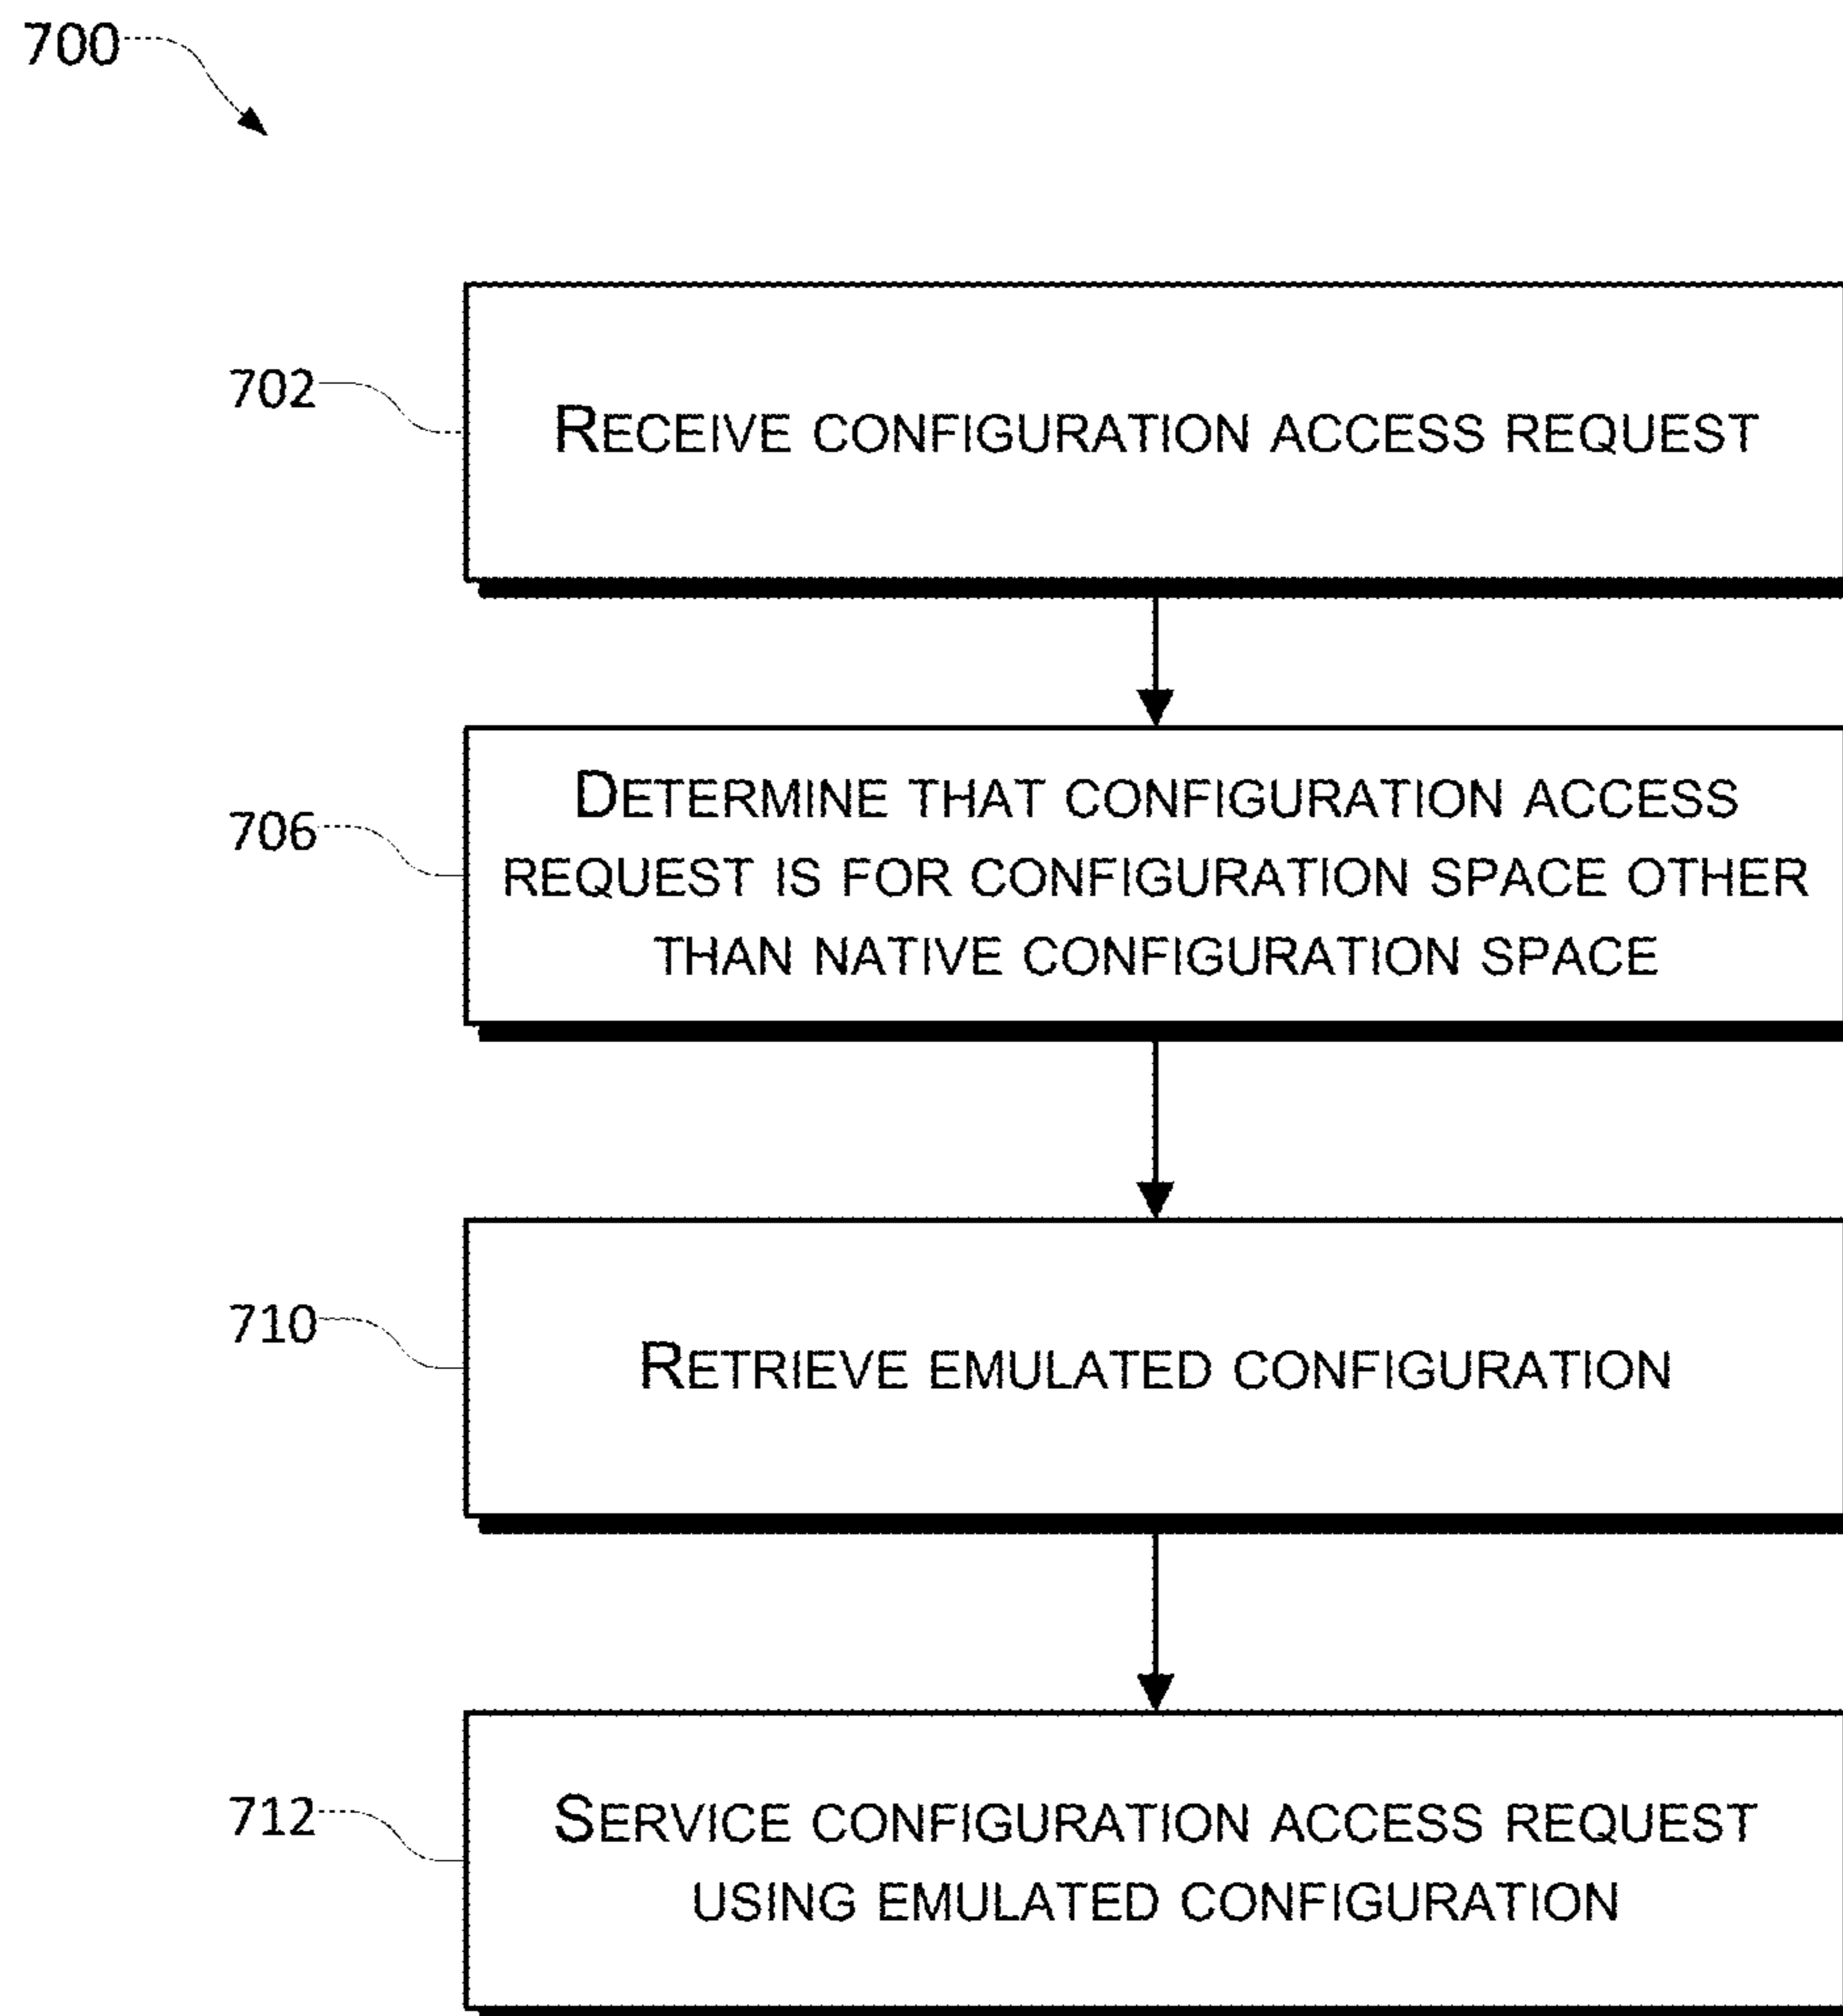 700
702
RECEIVE CONFIGURATION ACCESS REQUEST
706
DETERMINE THAT CONFIGURATION ACCESS
REQUEST IS FOR CONFIGURATION SPACE OTHER
THAN NATIVE CONFIGURATION SPACE
710
RETRIEVE EMULATED CONFIGURATION
712
SERVICE CONFIGURATION ACCESS REQUEST
USING EMULATED CONFIGURATION